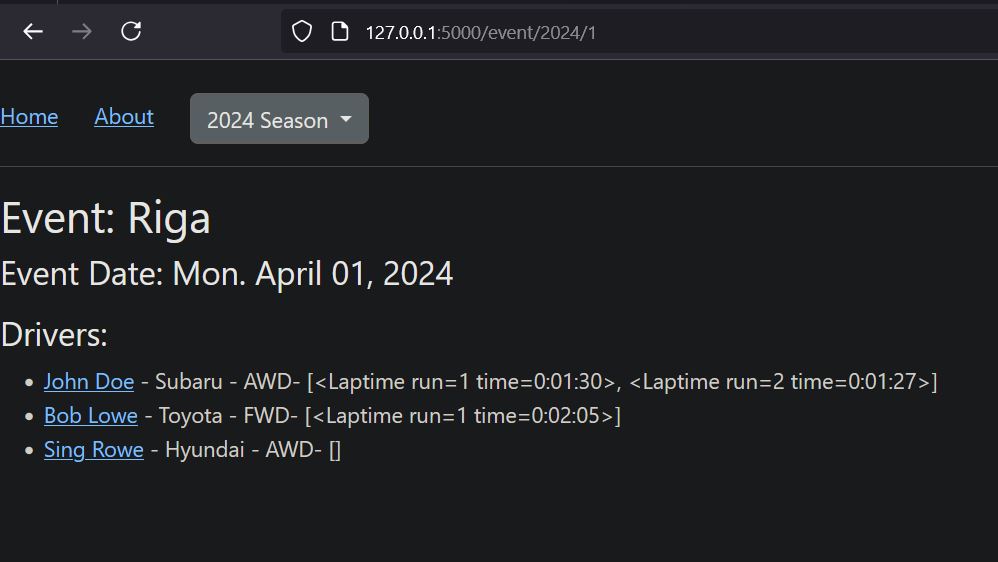 127.0.0.1:5000/event/2024/1
Home About 2024 Season
Event: Riga
Event Date: Mon. April 01, 2024
Drivers:
John Doe - Subaru - AWD- [<Laptime run=1 time=0:01:30>, <Laptime run=2 time=0:01:27>]
Bob Lowe - Toyota - FWD- [<Laptime run=1 time=0:02:05>]
Sing Rowe - Hyundai - AWD- []